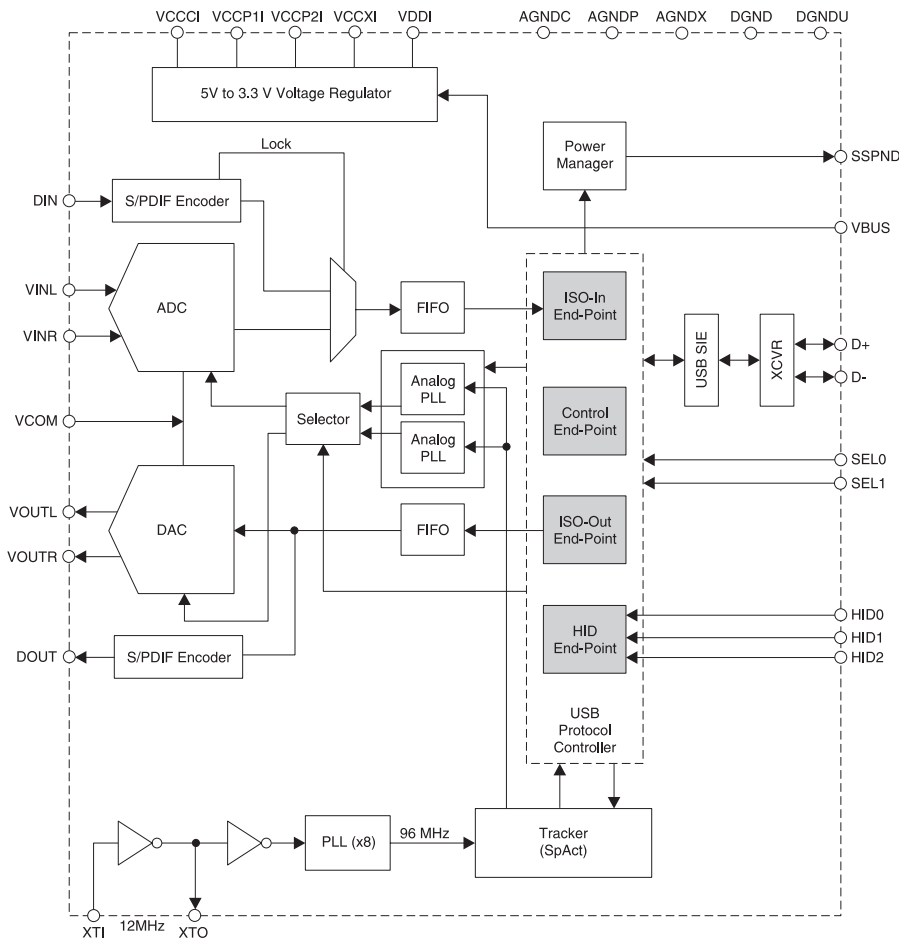 VCCCI VCCP1I VCCP2I VCCXI VDDI AGNDC AGNDP AGNDX DGND DGNDU
5V to 3.3 V Voltage Regulator
Lock
Power
Manager
SSPND
DIN
S/PDIF Encoder
VBUS
VINL
ADC
FIFO
ISO-In
End-Point
VINR
USB SIE
XCVR
D+
D-
Analog
PLL
Selector
Control
End-Point
VCOM
Analog
PLL
SEL0
SEL1
VOUTL
DAC
FIFO
ISO-Out
End-Point
VOUTR
HID0
HID
End-Point
HID1
HID2
DOUT
S/PDIF Encoder
USB
Protocol
Controller
PLL (x8)
96 MHz
Tracker
(SpAct)
XTI
12MHz
XTO